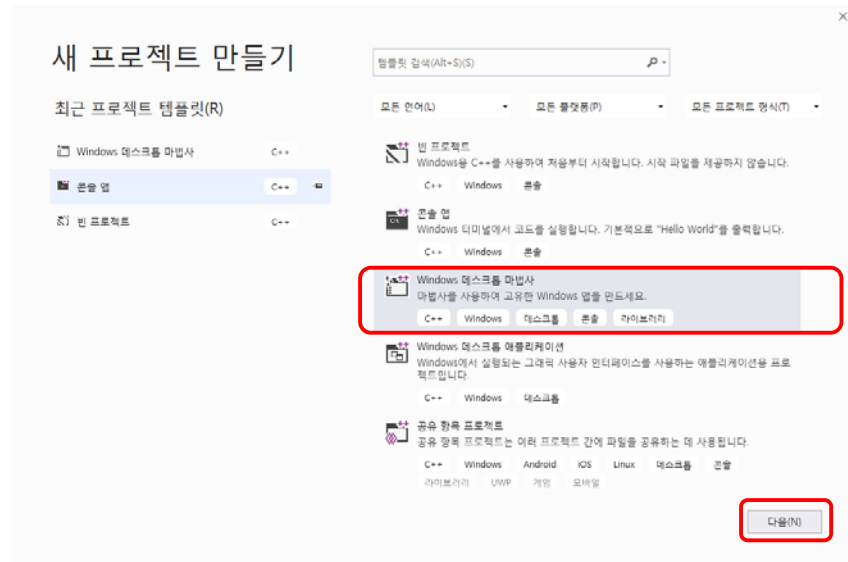 새 프로젝트 만들기
최근 프로젝트 템플릿(R)
Windows 데스크톱 마법사 C++
콘솔 앱 C++
빈 프로젝트 C++
템플릿 검색(Alt+S)(S)
모든 언어(L) 모든 플랫폼(P) 모든 프로젝트 형식(T)
빈 프로젝트
Windows용 C++를 사용하여 처음부터 시작합니다. 시작 파일을 제공하지 않습니다.
C++ Windows 콘솔
콘솔 앱
Windows 터미널에서 코드를 실행합니다. 기본적으로 "Hello World"를 출력합니다.
C++ Windows 콘솔
Windows 데스크톱 마법사
마법사를 사용하여 고유한 Windows 앱을 만드세요.
C++ Windows 데스크톱 콘솔 라이브러리
Windows 데스크톱 애플리케이션
Windows에서 실행되는 그래픽 사용자 인터페이스를 사용하는 애플리케이션용 프로
젝트입니다.
C++ Windows 데스크톱
공유 항목 프로젝트
공유 항목 프로젝트는 여러 프로젝트 간에 파일을 공유하는 데 사용됩니다.
C++ Windows Android iOS Linux 데스크톱 콘솔
라이브러리 UWP 게임 모바일
다음(N)